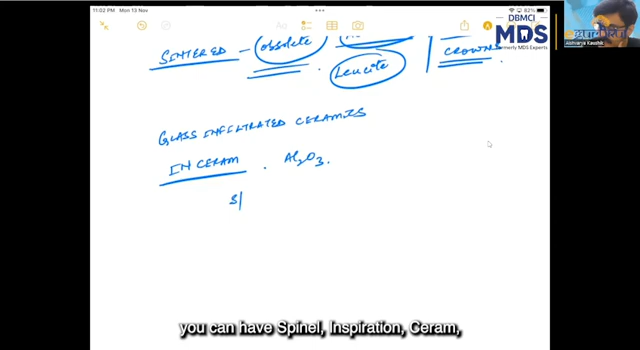 11:02 PM Mon 13 Nov
82%
DBMCI
MDS
formerly MDS Experts
Aishvarya Kaushik
SINTERED – obsolete
Leucite
CROWNS.
GLASS INFILTRATED CERAMICS
IN CERAM . Al2O3.
S/
you can have Spinel, Inspiration, Ceram,